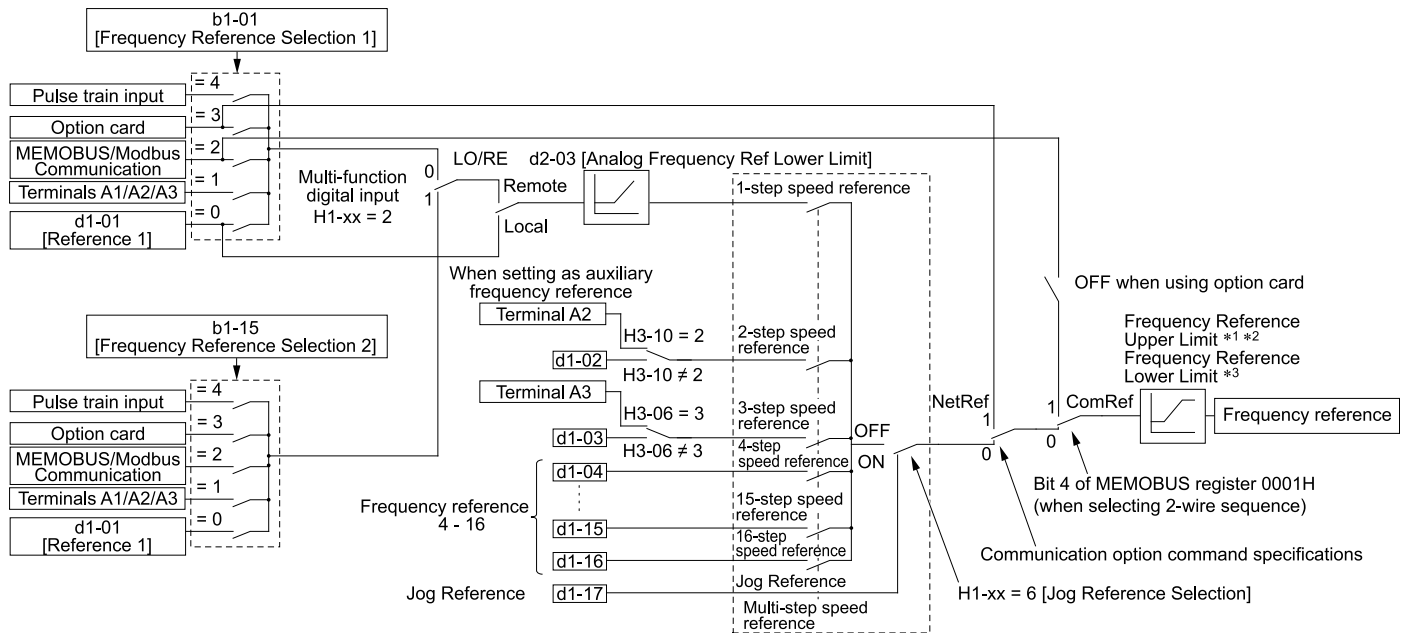 b1-01
[Frequency Reference Selection 1]
Pulse train input
= 4
Option card
= 3
MEMOBUS/Modbus
Communication
= 2
Terminals A1/A2/A3
= 1
d1-01
[Reference 1]
= 0
Multi-function
digital input
H1-xx = 2
0
1
LO/RE
Remote
Local
d2-03 [Analog Frequency Ref Lower Limit]
1-step speed reference
When setting as auxiliary
frequency reference
Terminal A2
H3-10 = 2
d1-02
H3-10 ≠ 2
2-step speed
reference
Terminal A3
H3-06 = 3
d1-03
H3-06 ≠ 3
3-step speed
reference
4-step
speed reference
d1-04
Frequency reference
4 - 16
d1-15
15-step speed
reference
16-step
speed reference
d1-16
Jog Reference
d1-17
Jog Reference
Multi-step speed
reference
b1-15
[Frequency Reference Selection 2]
Pulse train input
= 4
Option card
= 3
MEMOBUS/Modbus
Communication
= 2
Terminals A1/A2/A3
= 1
d1-01
[Reference 1]
= 0
OFF
ON
NetRef
1
0
OFF when using option card
1
0
ComRef
Frequency Reference
Upper Limit *1 *2
Frequency Reference
Lower Limit *3
Frequency reference
Bit 4 of MEMOBUS register 0001H
(when selecting 2-wire sequence)
Communication option command specifications
H1-xx = 6 [Jog Reference Selection]